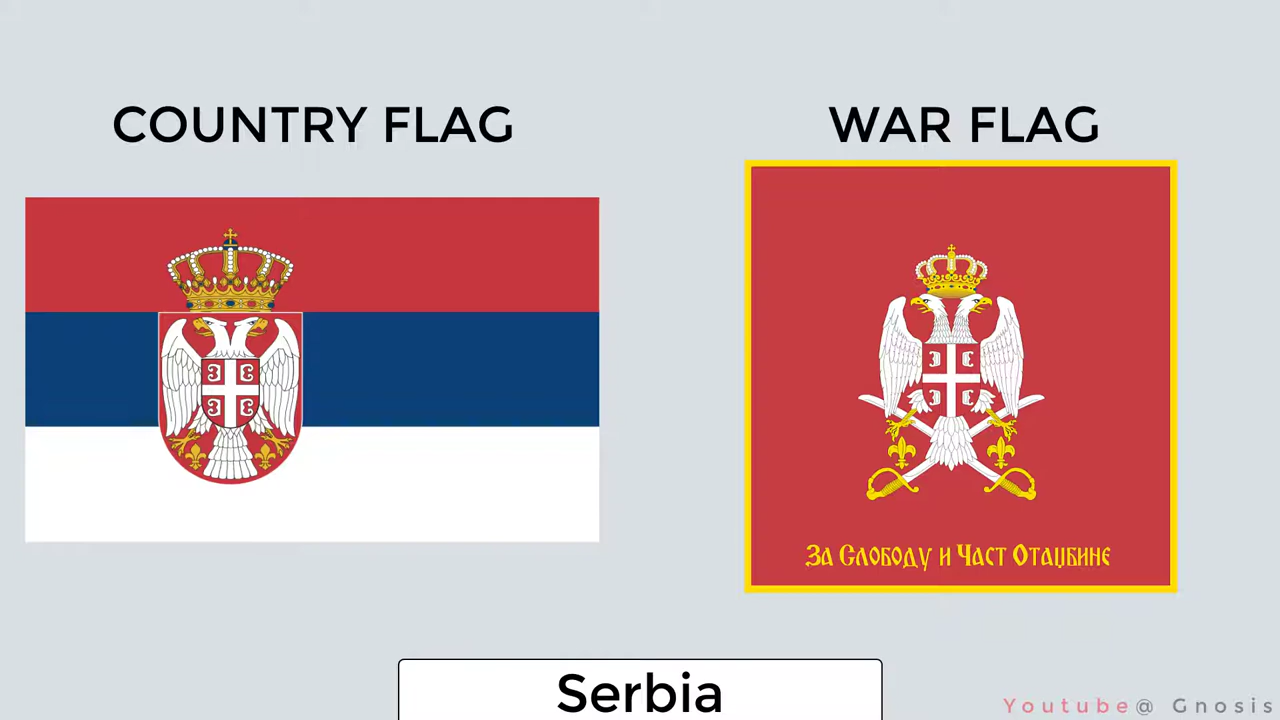 COUNTRY FLAG
WAR FLAG
За Слободу и Част Отаџбине
Serbia
Youtube@ Gnosis